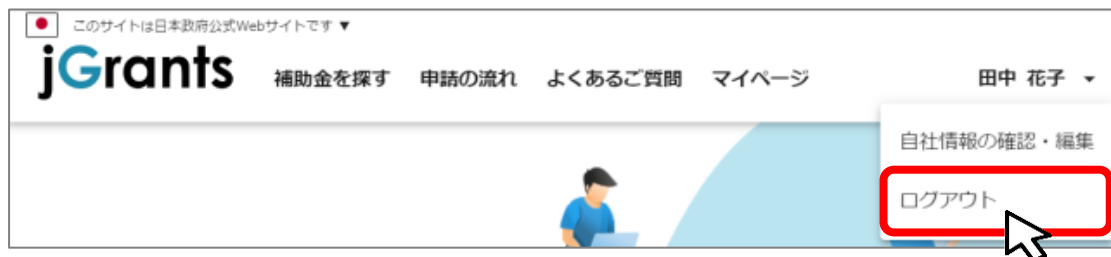 このサイトは日本政府公式Webサイトです ▼
jGrants 補助金を探す 申請の流れ よくあるご質問 マイページ 田中 花子 ▼
自社情報の確認・編集
ログアウト